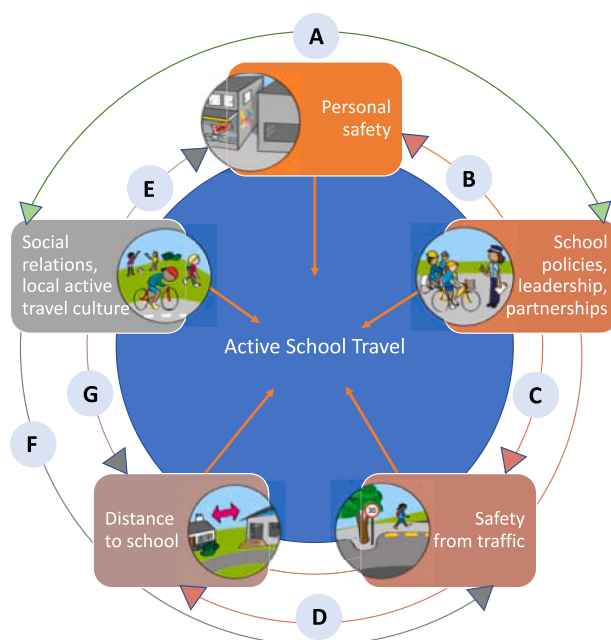 A
Personal
safety
E
B
Social
relations,
local active
travel culture
School
policies,
leadership,
partnerships
Active School Travel
G
C
F
Distance
to school
30
Safety
from traffic
D